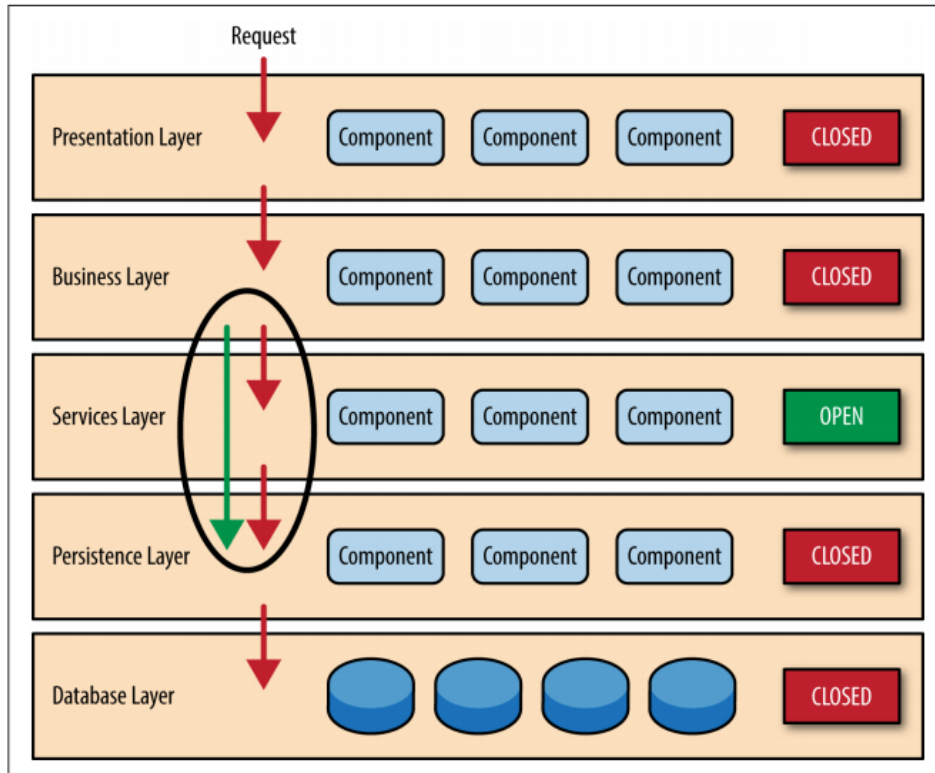 Request
Presentation Layer Component Component Component CLOSED
Business Layer Component Component Component CLOSED
Services Layer Component Component Component OPEN
Persistence Layer Component Component Component CLOSED
Database Layer CLOSED